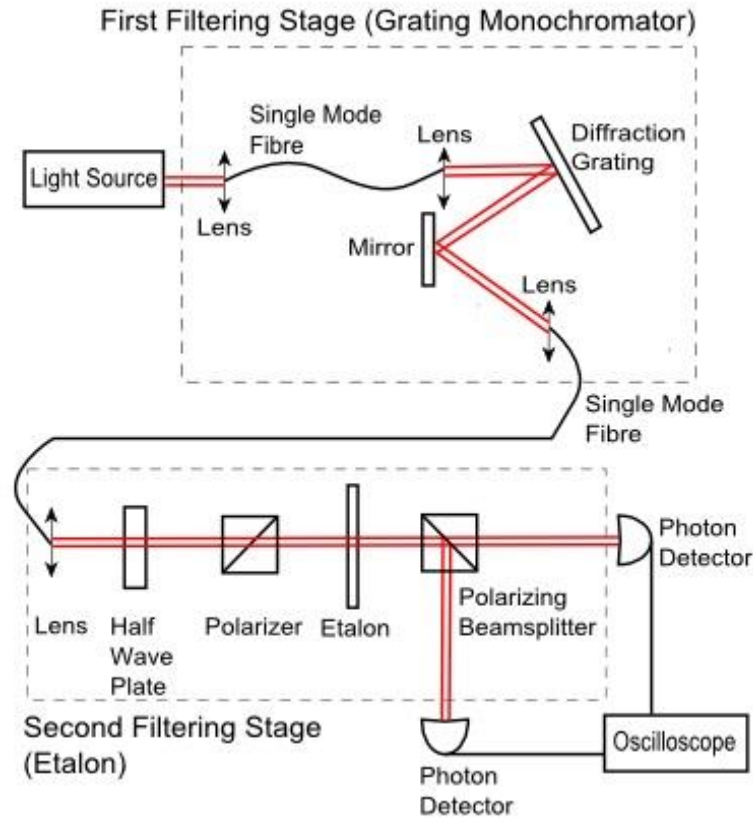 First Filtering Stage (Grating Monochromator)
Single Mode
Fibre
Lens
Diffraction
Grating
Light Source
Lens
Mirror
Lens
Single Mode
Fibre
Photon
Detector
Lens
Half
Wave
Plate
Polarizer
Etalon
Polarizing
Beamsplitter
Second Filtering Stage
(Etalon)
Oscilloscope
Photon
Detector